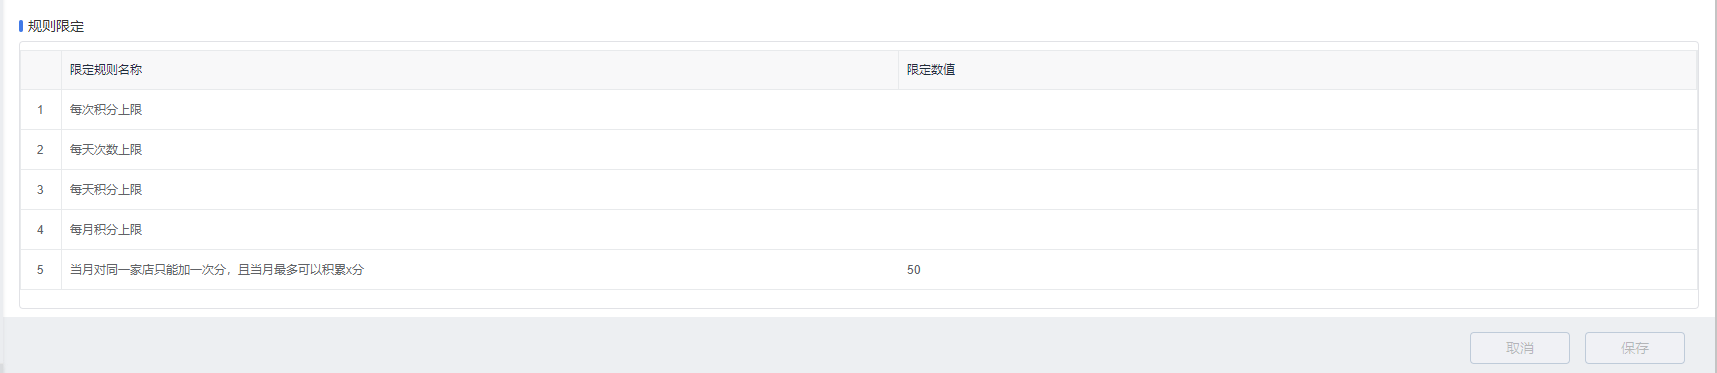 规则限定
限定规则名称 限定数值
1 每次积分上限
2 每天次数上限
3 每天积分上限
4 每月积分上限
5 当月对同一家店只能加一次分，且当月最多可以积累x分 50
取消 保存